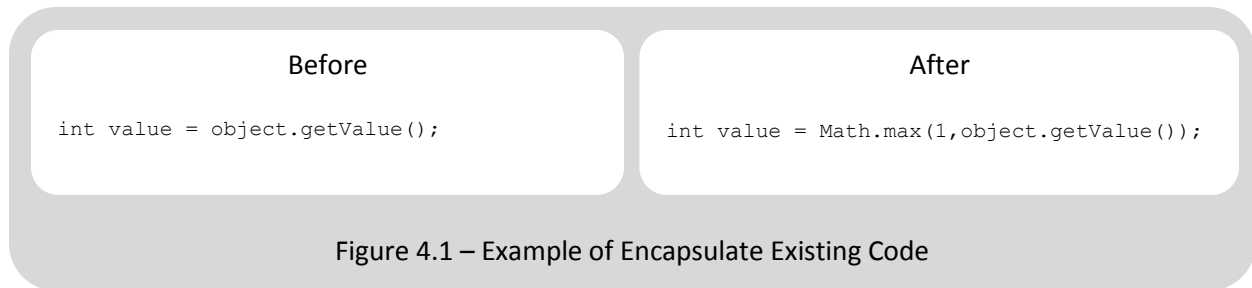 Before
int value = object.getValue();
After
int value = Math.max(1,object.getValue());
Figure 4.1 – Example of Encapsulate Existing Code